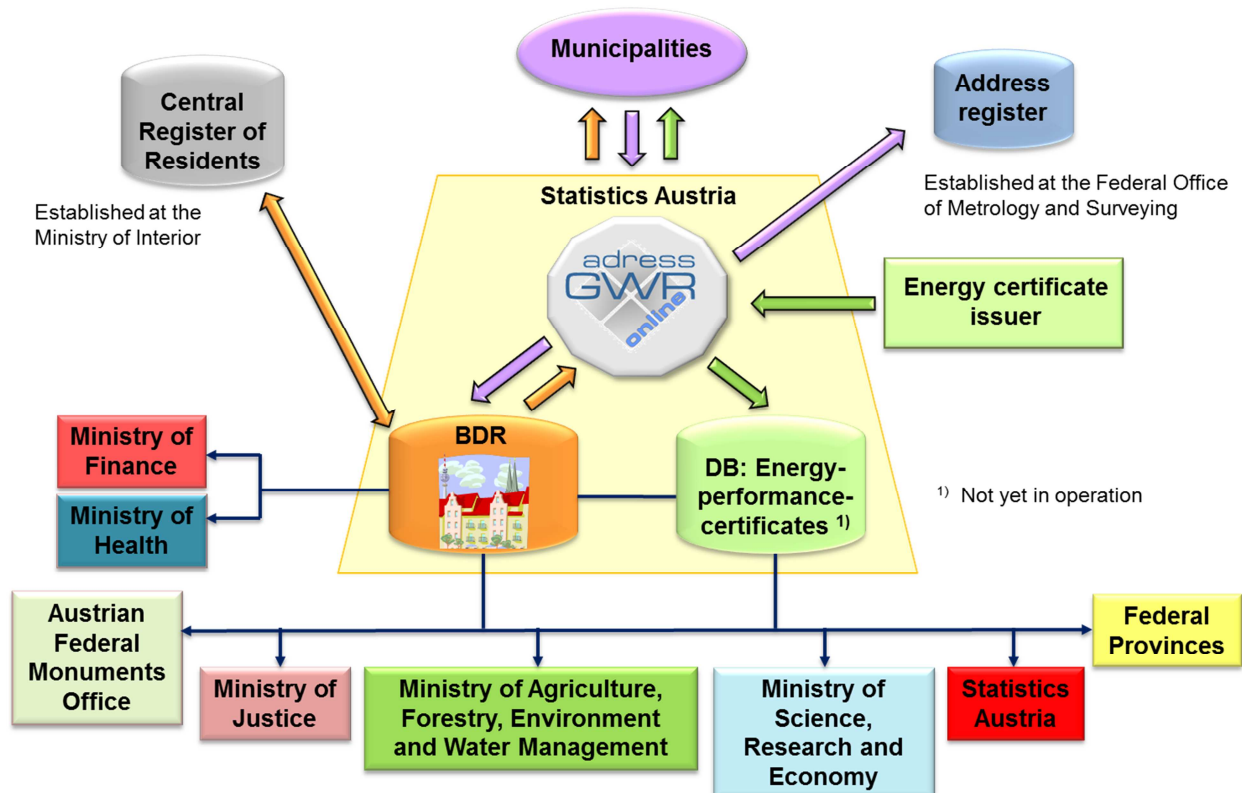 Municipalities
Central
Register of
Residents
Address
register
Established at the
Ministry of Interior
Statistics Austria
Established at the Federal Office
of Metrology and Surveying
adress
GWR
online
Energy certificate
issuer
Ministry of
Finance
Ministry of
Health
BDR
DB: Energy-
performance-
certificates ¹⁾
¹⁾ Not yet in operation
Austrian
Federal
Monuments
Office
Ministry of
Justice
Ministry of Agriculture,
Forestry, Environment
and Water Management
Ministry of
Science,
Research and
Economy
Statistics
Austria
Federal
Provinces